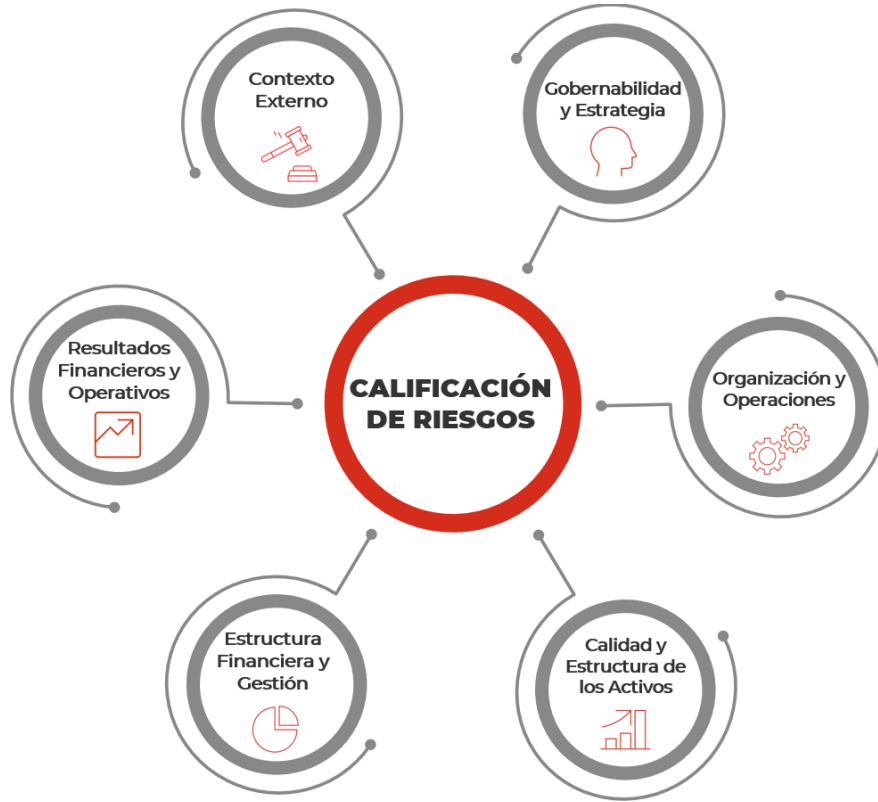 Contexto
Externo
Gobernabilidad
y Estrategia
Resultados
Financieros y
Operativos
CALIFICACIÓN
DE RIESGOS
Organización y
Operaciones
Estructura
Financiera y
Gestión
Calidad y
Estructura de
los Activos